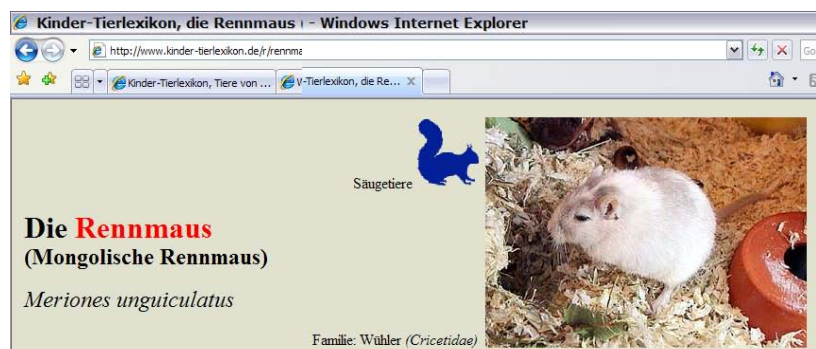 Kinder-Tierlexikon, die Rennmaus - Windows Internet Explorer
http://www.kinder-tierlexikon.de/r/rennma
Go
Kinder-Tierlexikon, Tiere von ...
-Tierlexikon, die Re... X
Säugetiere
Die Rennmaus
(Mongolische Rennmaus)
Meriones unguiculatus
Familie: Wühler (Cricetidae)